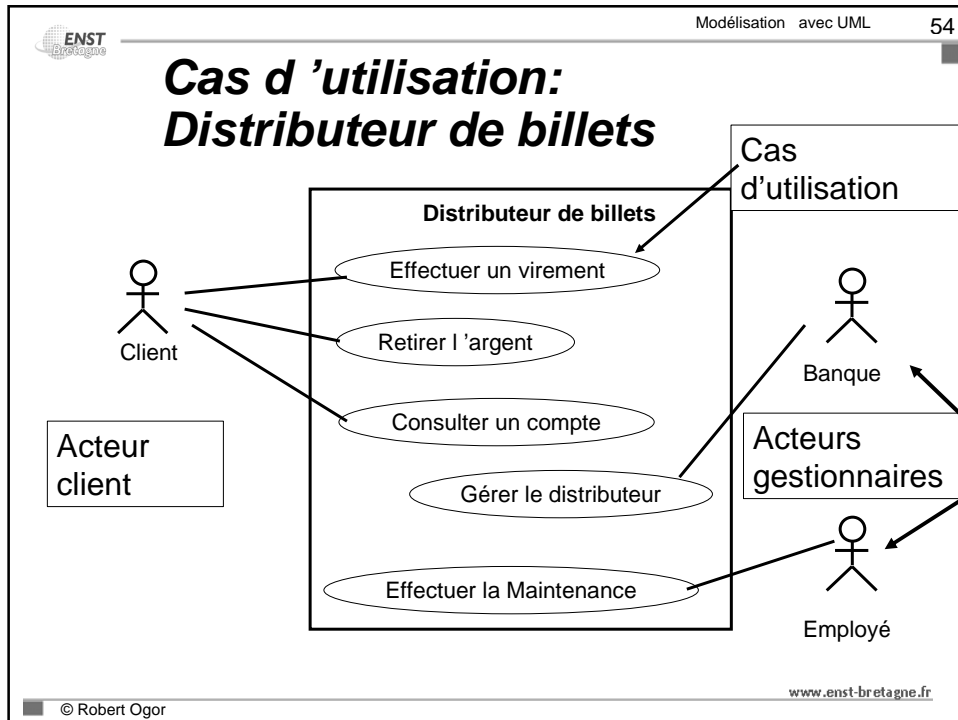 Modélisation avec UML 54
ENST
Bretagne
Cas d ’utilisation:
Distributeur de billets
Cas
d’utilisation
Distributeur de billets
Effectuer un virement
Retirer l ’argent
Client
Banque
Consulter un compte
Acteur
client
Acteurs
gestionnaires
Gérer le distributeur
Effectuer la Maintenance
Employé
www.enst-bretagne.fr
© Robert Ogor